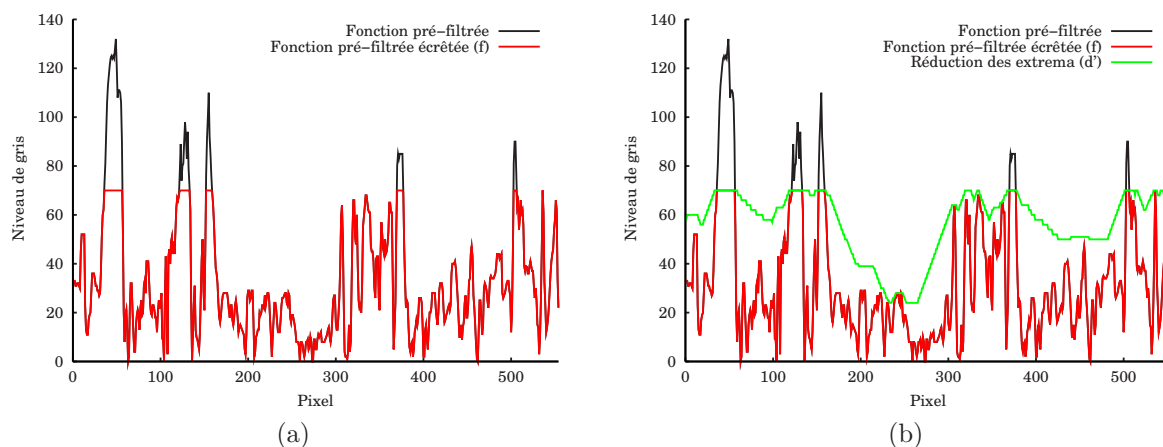 140
120
100
80
60
40
20
0
Niveau de gris
Fonction pré−filtrée
Fonction pré−filtrée écrêtée (f)
0 100 200 300 400 500
Pixel
(a)
140
120
100
80
60
40
20
0
Niveau de gris
Fonction pré−filtrée
Fonction pré−filtrée écrêtée (f)
Réduction des extrema (d')
0 100 200 300 400 500
Pixel
(b)